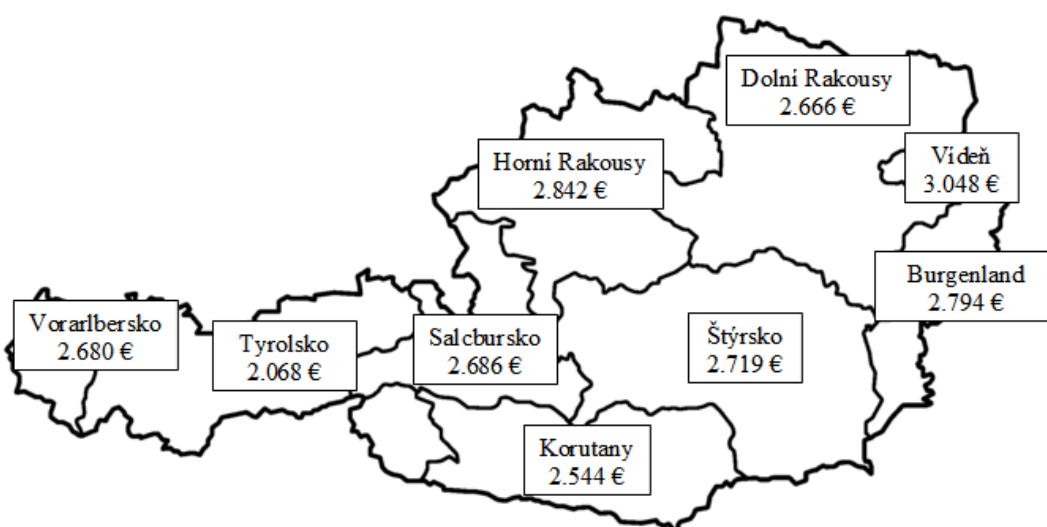 Dolní Rakousy
2.666 €
Horní Rakousy
2.842 €
Vídeň
3.048 €
Burgenland
2.794 €
Vorarlbersko
2.680 €
Tyrolsko
2.068 €
Salcbursko
2.686 €
Štýrsko
2.719 €
Korutany
2.544 €